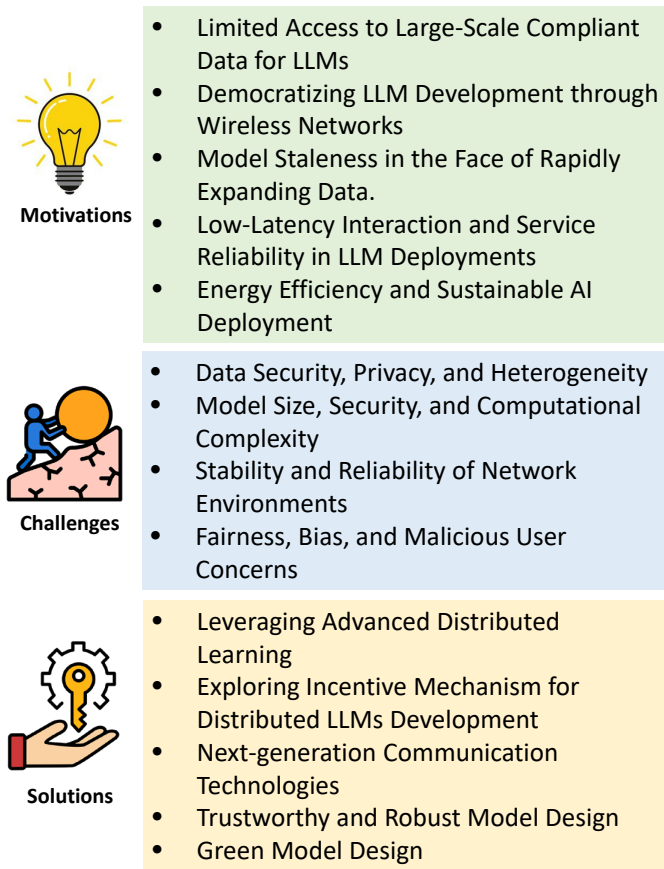 Motivations
• Limited Access to Large-Scale Compliant
Data for LLMs
• Democratizing LLM Development through
Wireless Networks
• Model Staleness in the Face of Rapidly
Expanding Data.
• Low-Latency Interaction and Service
Reliability in LLM Deployments
• Energy Efficiency and Sustainable AI
Deployment
Challenges
• Data Security, Privacy, and Heterogeneity
• Model Size, Security, and Computational
Complexity
• Stability and Reliability of Network
Environments
• Fairness, Bias, and Malicious User
Concerns
Solutions
• Leveraging Advanced Distributed
Learning
• Exploring Incentive Mechanism for
Distributed LLMs Development
• Next-generation Communication
Technologies
• Trustworthy and Robust Model Design
• Green Model Design